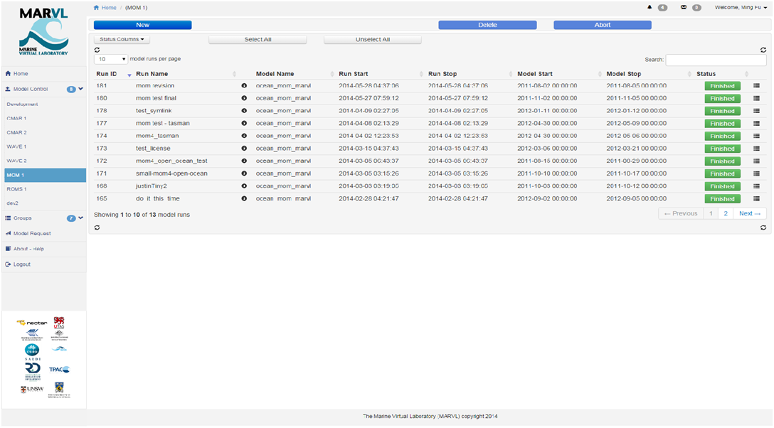 MARVL
MARINE
VIRTUAL LABORATORY
Home / (MOM 1)
4
0
Welcome, Ming Fu
New
Delete
Abort
Status Columns
Select All
Unselect All
10 model runs per page
Search:
Run ID Run Name Model Name Run Start Run Stop Model Start Model Stop Status
181 mom revision ocean_mom_marvl 2014-05-28 04:37:06 2014-05-28 04:37:06 2011-08-02 00:00:00 2011-08-05 00:00:00 Finished
180 mom test final ocean_mom_marvl 2014-05-27 07:59:12 2014-05-27 07:59:12 2011-11-02 00:00:00 2011-11-05 00:00:00 Finished
178 test_symlink ocean_mom_marvl 2014-04-09 02:27:05 2014-04-09 02:27:05 2012-01-11 00:00:00 2012-01-12 00:00:00 Finished
177 mom test - tasman ocean_mom_marvl 2014-04-08 02:13:29 2014-04-08 02:13:29 2012-04-30 00:00:00 2012-05-09 00:00:00 Finished
174 mom4_tasman ocean_mom_marvl 2014-04-02 12:23:53 2014-04-02 12:23:53 2012-04-30 00:00:00 2012-06-06 00:00:00 Finished
173 test_license ocean_mom_marvl 2014-03-15 04:37:43 2014-03-15 04:37:43 2012-03-06 00:00:00 2012-03-21 00:00:00 Finished
172 mom4_open_ocean_test ocean_mom_marvl 2014-03-05 05:43:37 2014-03-05 05:43:37 2011-08-15 00:00:00 2011-08-29 00:00:00 Finished
171 small-mom4-open-ocean ocean_mom_marvl 2014-03-05 03:15:26 2014-03-05 03:15:26 2011-10-10 00:00:00 2011-10-17 00:00:00 Finished
168 justinTiny2 ocean_mom_marvl 2014-03-03 03:19:05 2014-03-03 03:19:05 2011-10-03 00:00:00 2011-10-12 00:00:00 Finished
165 do_it_this_time ocean_mom_marvl 2014-02-28 04:21:47 2014-02-28 04:21:47 2012-09-02 00:00:00 2012-09-05 00:00:00 Finished
Showing 1 to 10 of 13 model runs
← Previous 1 2 Next →
Home
Model Control
Development
CMAR 1
CMAR 2
WAVE 1
WAVE 2
MOM 1
ROMS 1
dev2
Groups
Model Request
About - Help
Logout
nectar
TPAC
UNSW
The Marine Virtual Laboratory (MARVL) copyright 2014